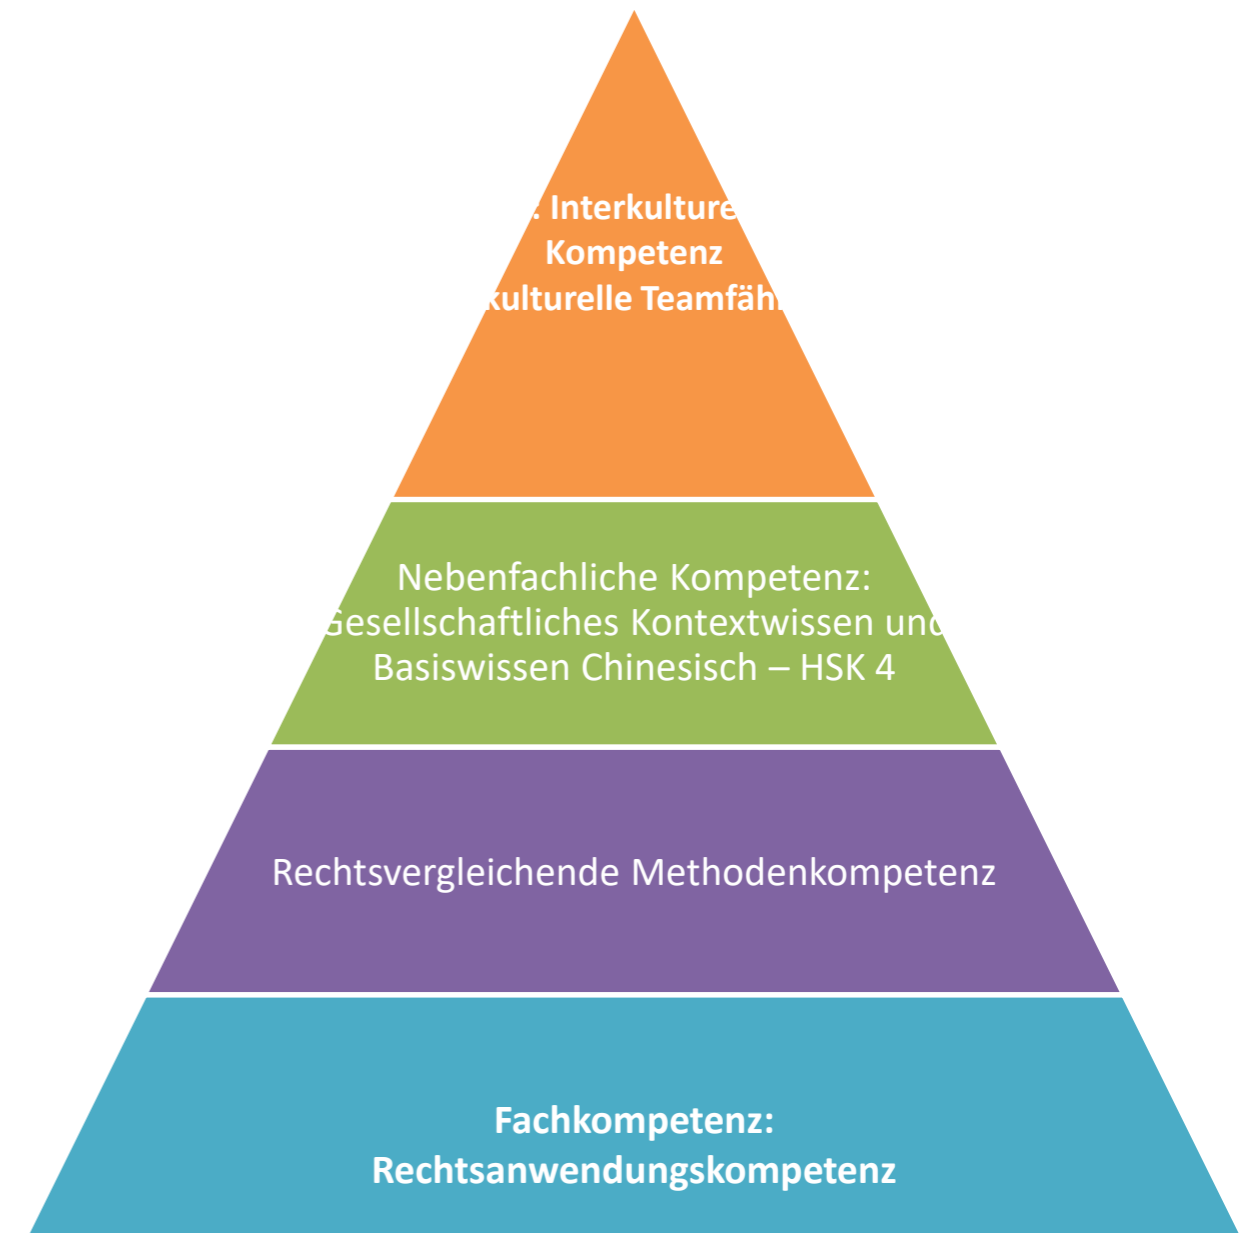 : Interkulture
Kompetenz
kulturelle Teamfäh
Nebenfachliche Kompetenz:
Gesellschaftliches Kontextwissen und
Basiswissen Chinesisch – HSK 4
Rechtsvergleichende Methodenkompetenz
Fachkompetenz:
Rechtsanwendungskompetenz